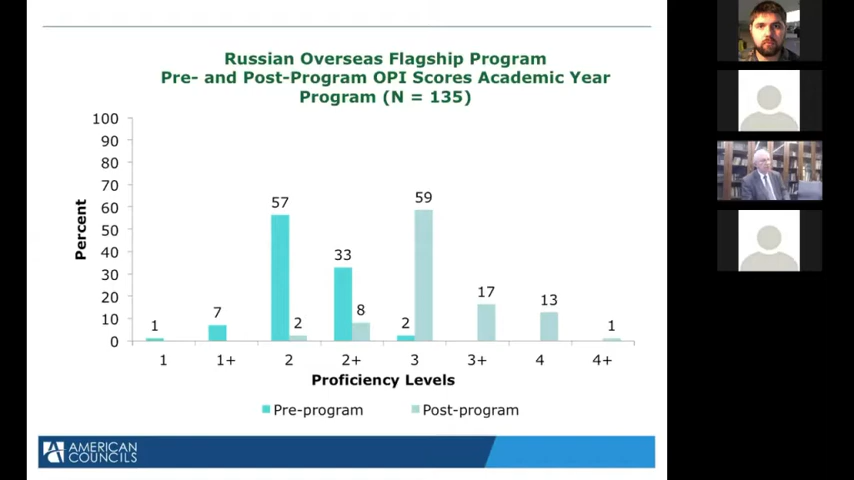 Russian Overseas Flagship Program
Pre- and Post-Program OPI Scores Academic Year
Program (N = 135)
100
90
80
70
60
50
40
30
20
10
0
Percent
1
7
57
2
33
8
2
59
17
13
1
1 1+ 2 2+ 3 3+ 4 4+
Proficiency Levels
Pre-program Post-program
AMERICAN
COUNCILS